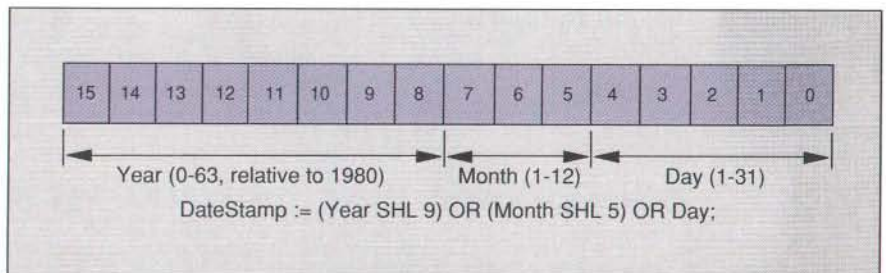 15 14 13 12 11 10 9 8 7 6 5 4 3 2 1 0
Year (0-63, relative to 1980) Month (1-12) Day (1-31)
DateStamp := (Year SHL 9) OR (Month SHL 5) OR Day;